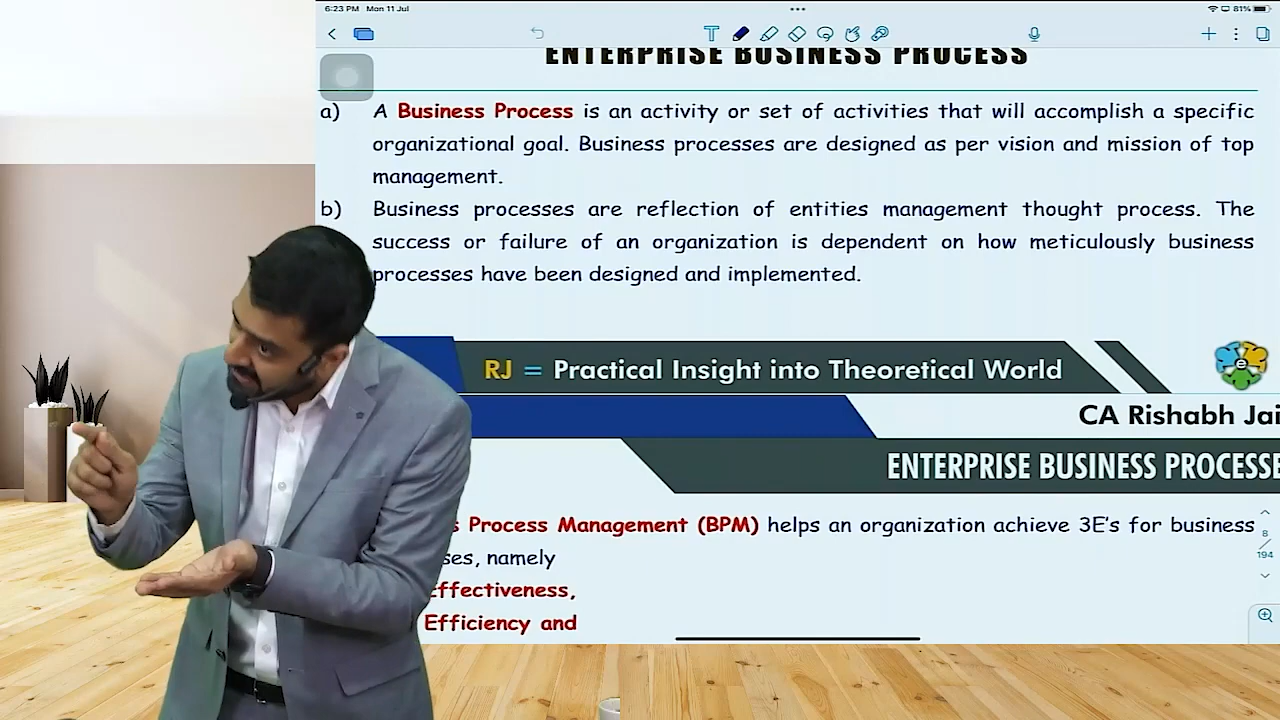 6:23 PM Mon 11 Jul
81%
ENTERPRISE BUSINESS PROCESS
a) A Business Process is an activity or set of activities that will accomplish a specific
organizational goal. Business processes are designed as per vision and mission of top
management.
b) Business processes are reflection of entities management thought process. The
success or failure of an organization is dependent on how meticulously business
processes have been designed and implemented.
RJ = Practical Insight into Theoretical World
CA Rishabh Jai
ENTERPRISE BUSINESS PROCESSE
s Process Management (BPM) helps an organization achieve 3E's for business
ses, namely
Effectiveness,
Efficiency and
8
194